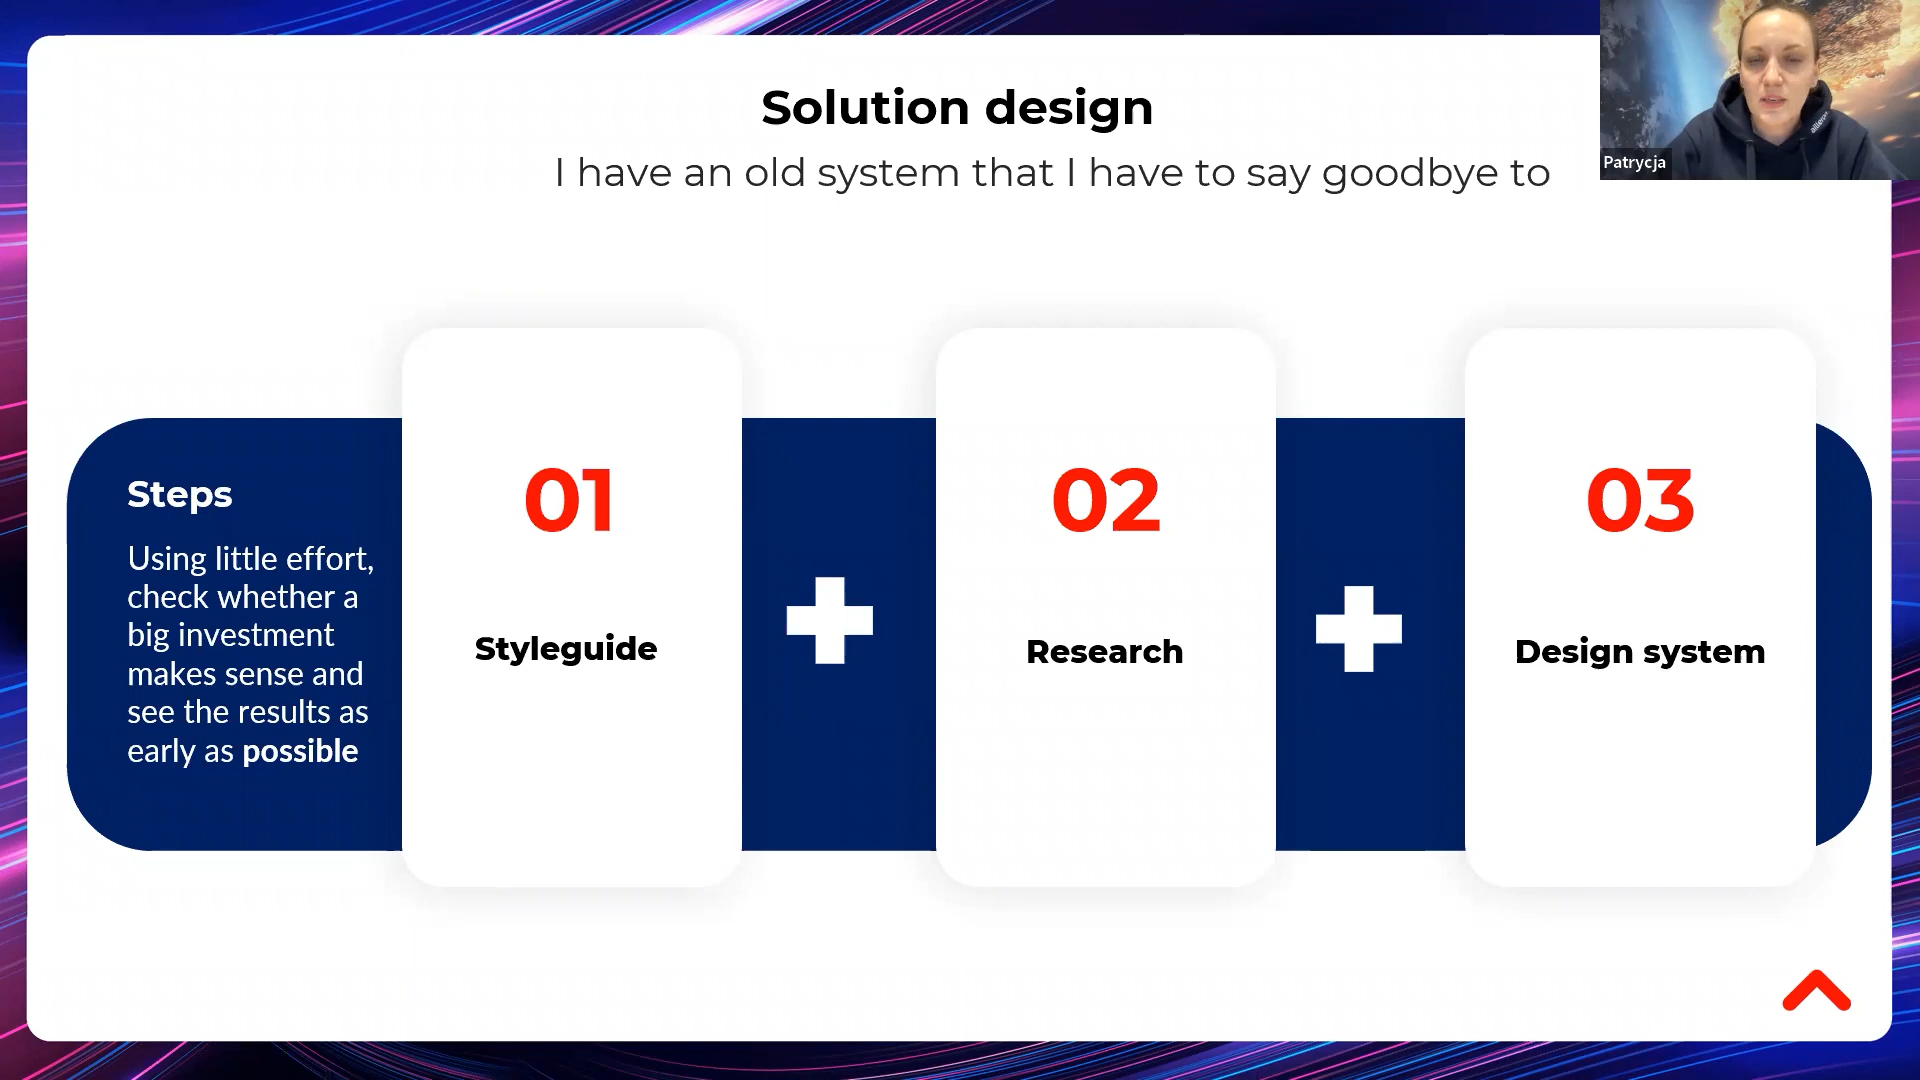 Solution design
I have an old system that I have to say goodbye to
Patrycja
Steps
Using little effort,
check whether a
big investment
makes sense and
see the results as
early as possible
01
Styleguide
02
Research
03
Design system